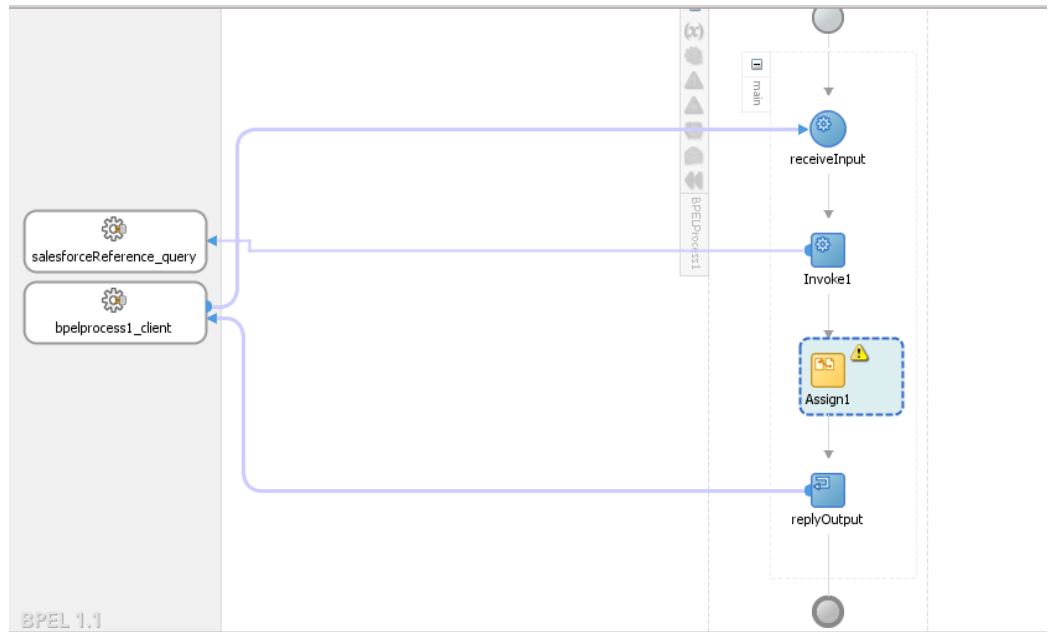 (x)
main
receiveInput
BPELProcess1
salesforceReference_query
Invoke1
bpelprocess1_client
Assign1
replyOutput
BPEL 1.1